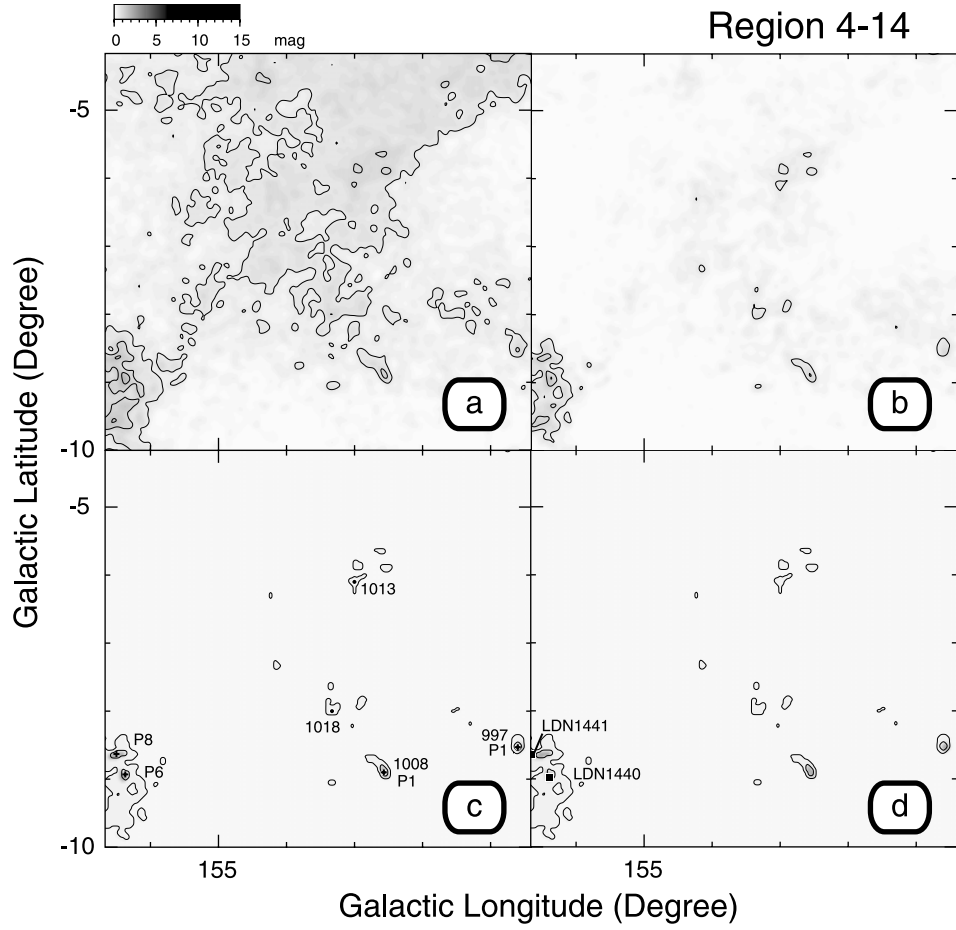 Region 4-14
0 5 10 15 mag
-5
a
b
-10
-5
1013
1018
997
P1
P8
P6
1008
P1
LDN1441
LDN1440
c
d
-10
155 155
Galactic Latitude (Degree)
Galactic Longitude (Degree)